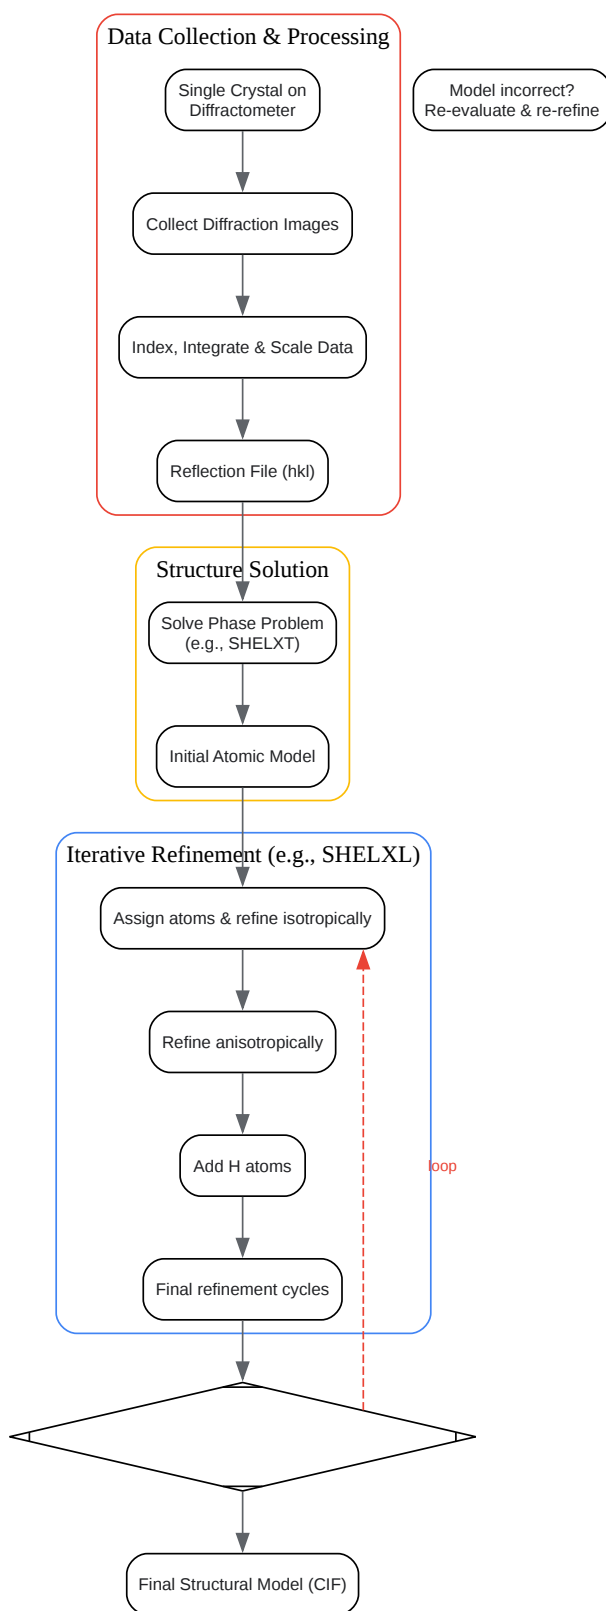 Data Collection & Processing
Single Crystal on
Diffractometer
Model incorrect?
Re-evaluate & re-refine
Collect Diffraction Images
Index, Integrate & Scale Data
Reflection File (hkl)
Structure Solution
Solve Phase Problem
(e.g., SHELXT)
Initial Atomic Model
Iterative Refinement (e.g., SHELXL)
Assign atoms & refine isotropically
Refine anisotropically
Add H atoms
loop
Final refinement cycles
Final Structural Model (CIF)